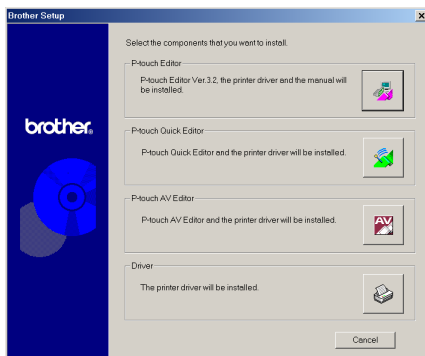 Brother Setup
Select the components that you want to install.
P-touch Editor
P-touch Editor Ver.3.2, the printer driver and the manual will
be installed.
brother®
P-touch Quick Editor
P-touch Quick Editor and the printer driver will be installed.
P-touch AV Editor
P-touch AV Editor and the printer driver will be installed.
AV
Driver
The printer driver will be installed.
Cancel